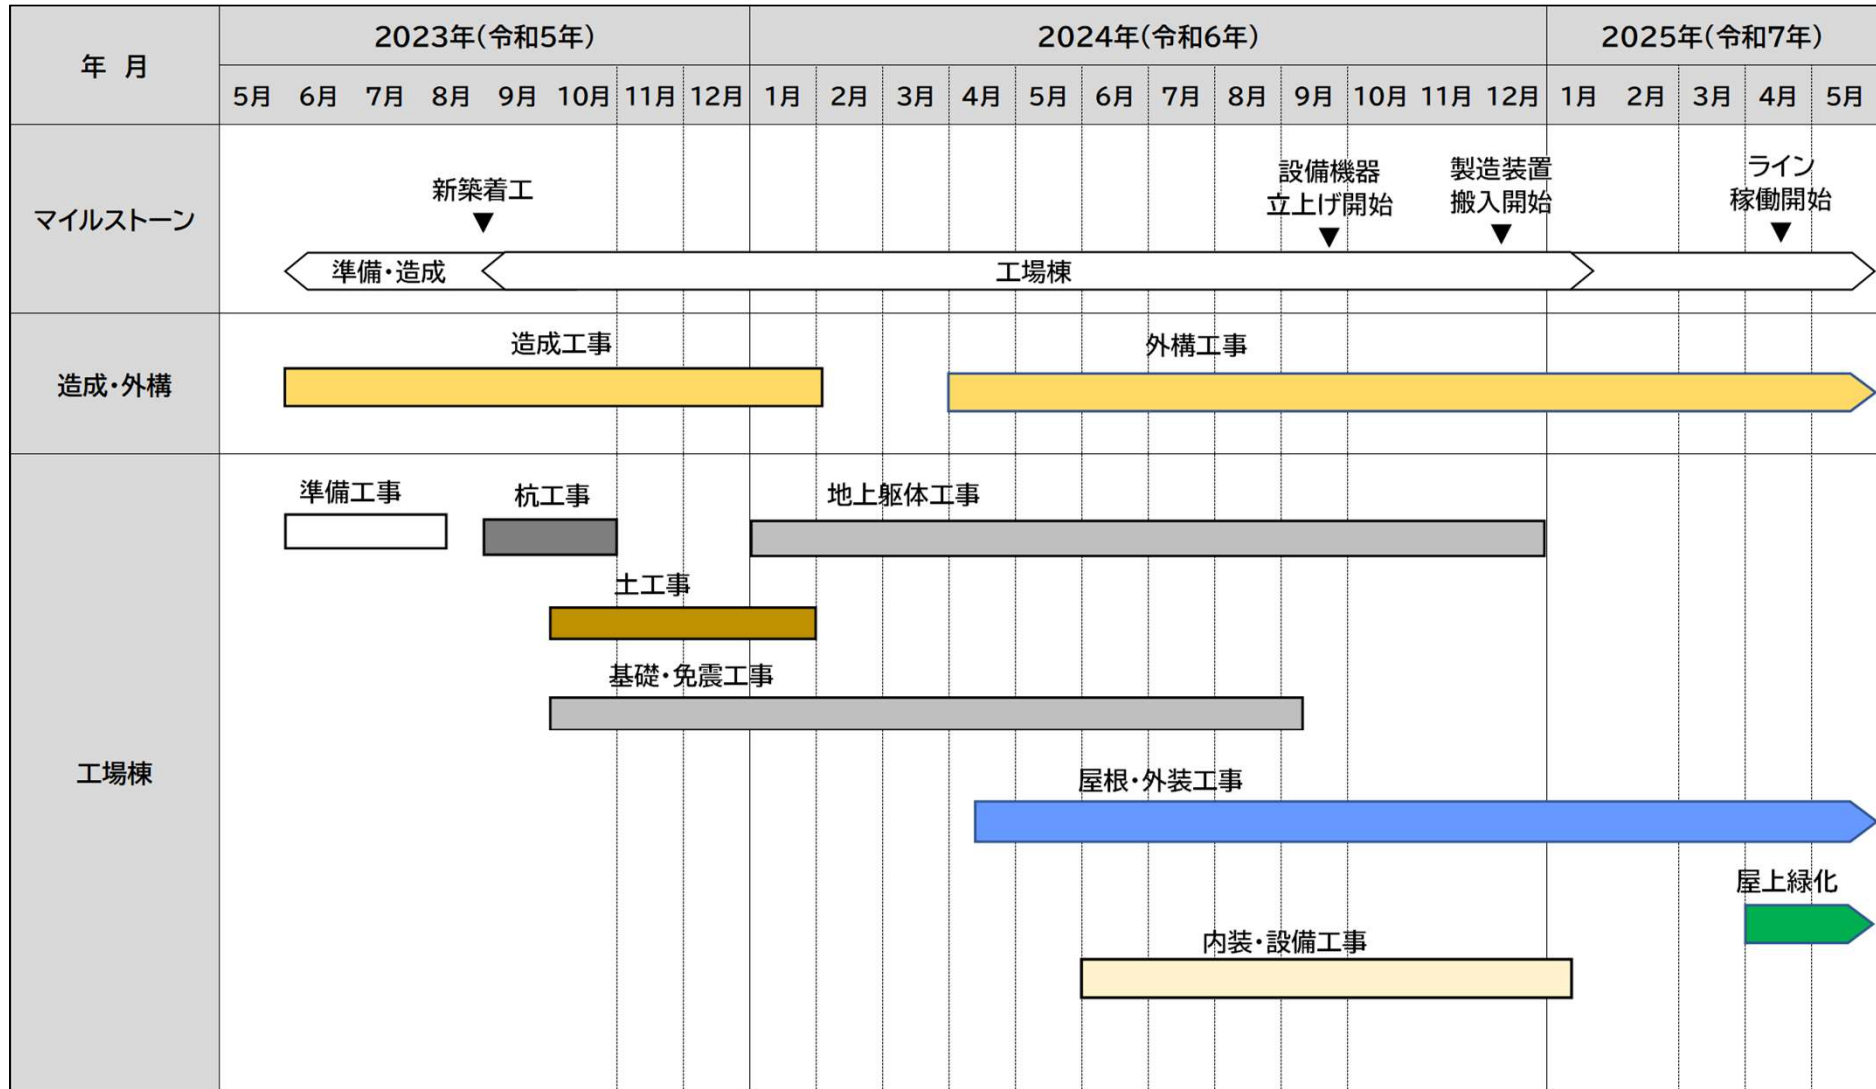 年 月
2023年(令和5年)
2024年(令和6年)
2025年(令和7年)
5月 6月 7月 8月 9月 10月 11月 12月 1月 2月 3月 4月 5月 6月 7月 8月 9月 10月 11月 12月 1月 2月 3月 4月 5月
マイルストーン
新築着工
▼
設備機器
立上げ開始
▼
製造装置
搬入開始
▼
ライン
稼働開始
▼
準備・造成
工場棟
造成・外構
造成工事
外構工事
工場棟
準備工事
杭工事
地上躯体工事
土工事
基礎・免震工事
屋根・外装工事
屋上緑化
内装・設備工事